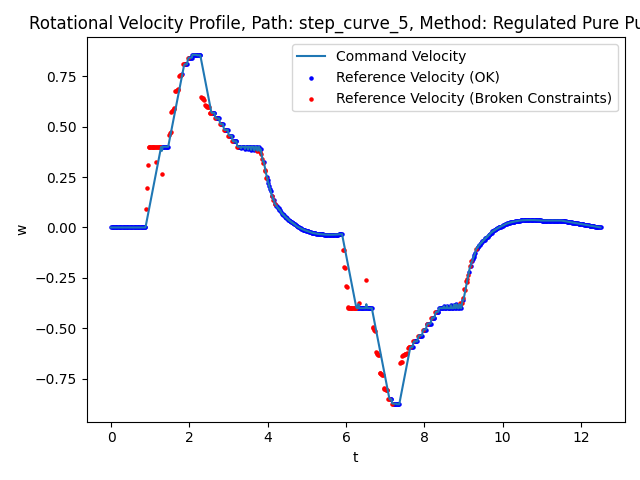 Rotational Velocity Profile, Path: step_curve_5, Method: Regulated Pure Pu
Command Velocity
Reference Velocity (OK)
Reference Velocity (Broken Constraints)
0.75
0.50
0.25
0.00
−0.25
−0.50
−0.75
w
0 2 4 6 8 10 12
t